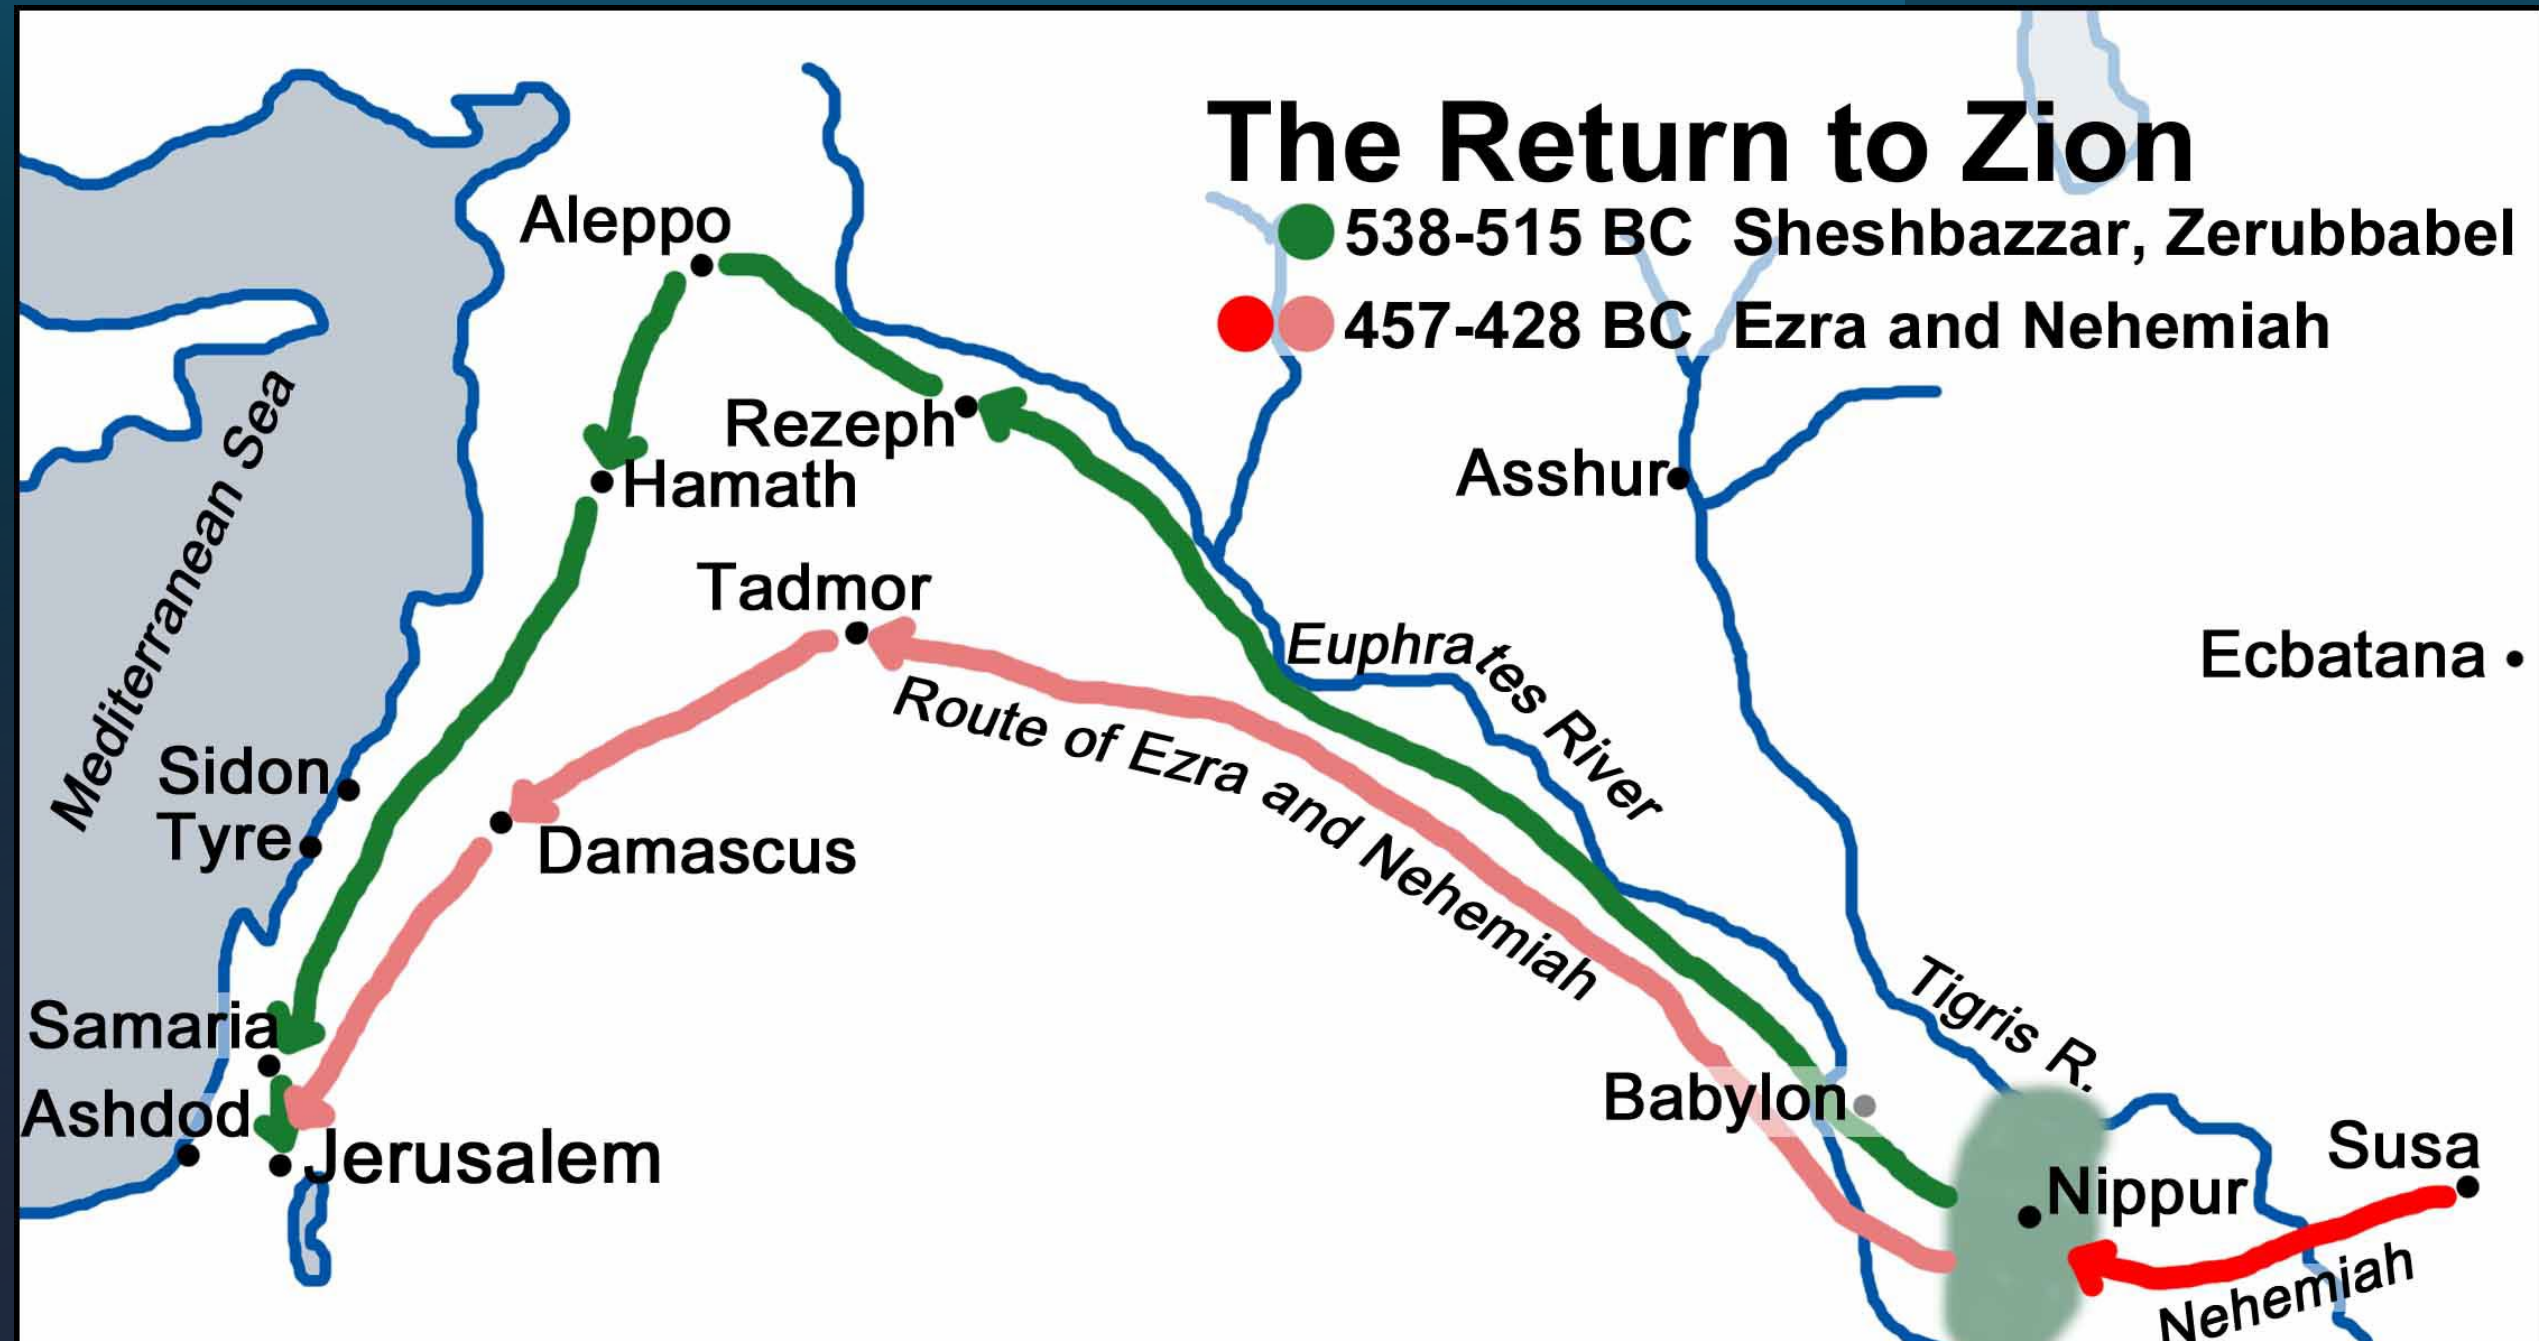 The Return to Zion
538-515 BC Sheshbazzar, Zerubbabel
457-428 BC Ezra and Nehemiah
Aleppo
Rezeph
Hamath
Asshur
Tadmor
Euphrates River
Ecbatana
Mediterranean Sea
Route of Ezra and Nehemiah
Sidon
Tyre
Damascus
Tigris R.
Samaria
Ashdod
Babylon
Jerusalem
Susa
Nippur
Nehemiah